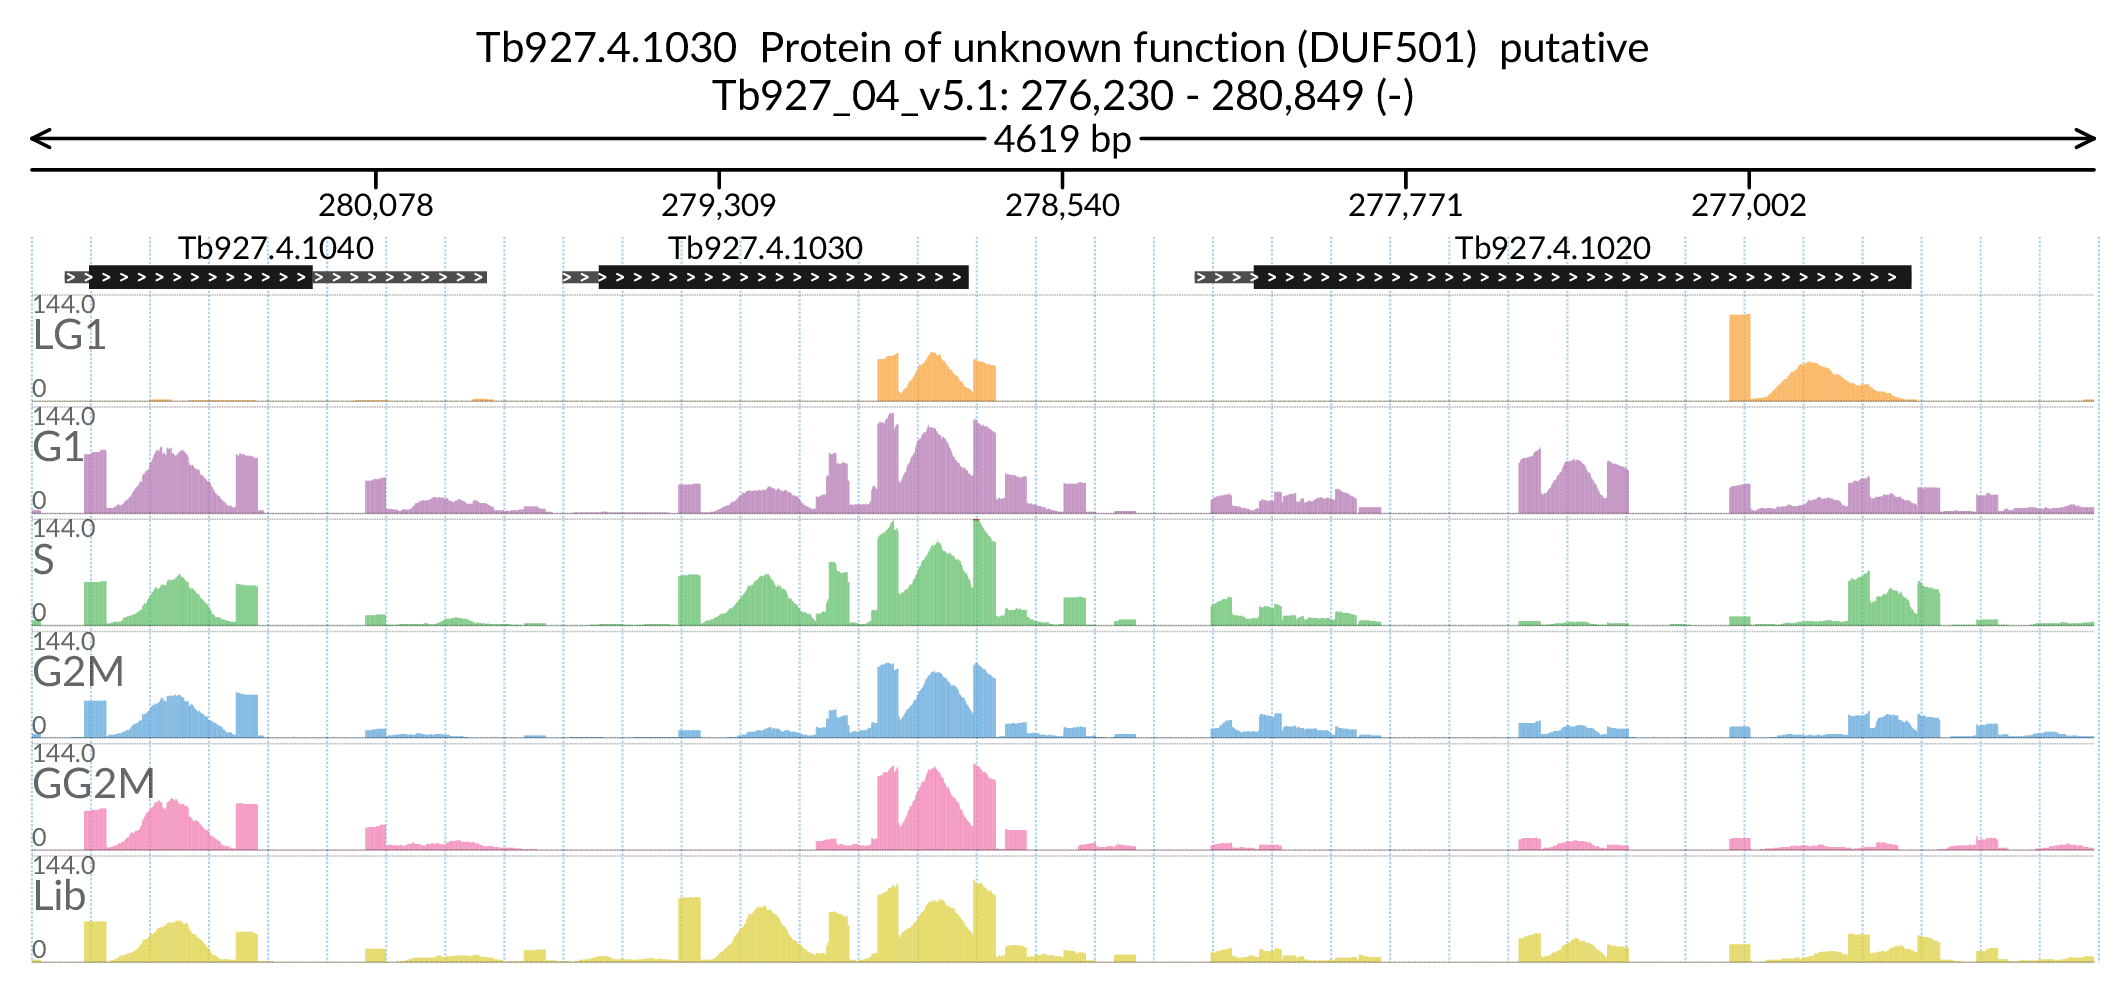 Tb927.4.1030  Protein of unknown function (DUF501)  putative
Tb927_04_v5.1: 276,230 - 280,849 (-)
4619 bp
280,078 279,309 278,540 277,771 277,002
Tb927.4.1040 Tb927.4.1030 Tb927.4.1020
144.0
LG1
0
144.0
G1
0
144.0
S
0
144.0
G2M
0
144.0
GG2M
0
144.0
Lib
0